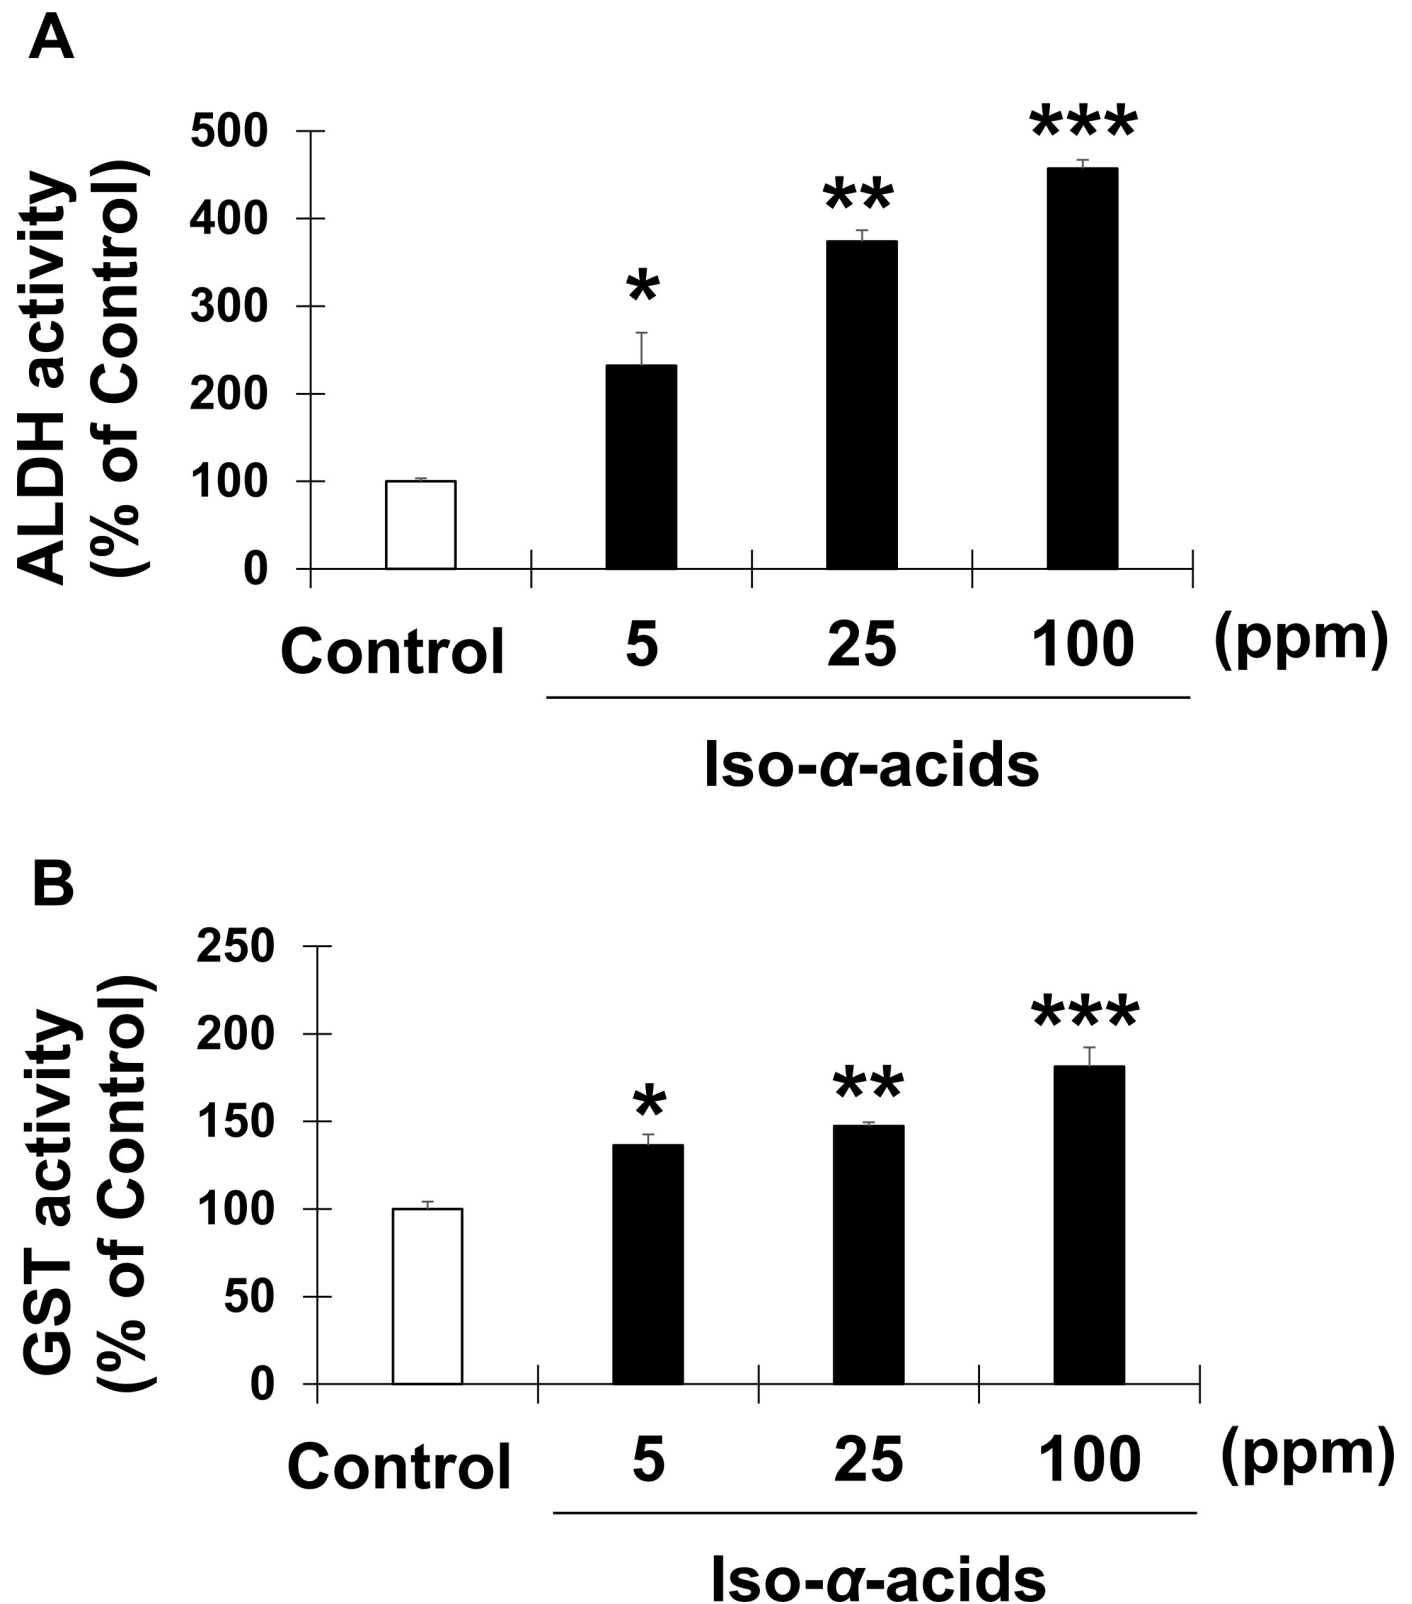 A
ALDH activity
(% of Control)
500
400
300
200
100
0
*
**
***
Control 5 25 100 (ppm)
Iso-α-acids
B
GST activity
(% of Control)
250
200
150
100
50
0
*
**
***
Control 5 25 100 (ppm)
Iso-α-acids